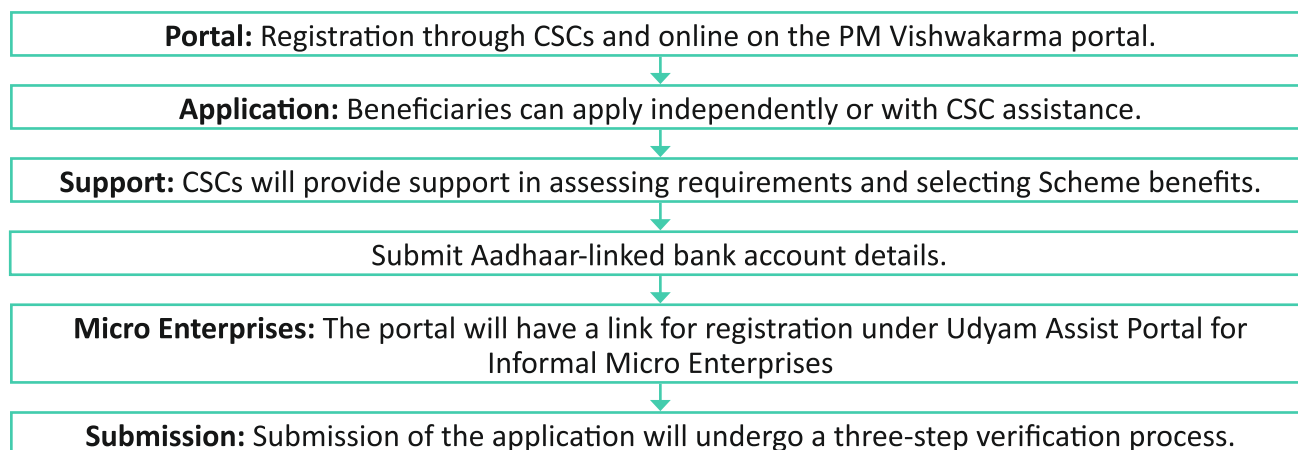 Portal: Registration through CSCs and online on the PM Vishwakarma portal.
Application: Beneficiaries can apply independently or with CSC assistance.
Support: CSCs will provide support in assessing requirements and selecting Scheme benefits.
Submit Aadhaar-linked bank account details.
Micro Enterprises: The portal will have a link for registration under Udyam Assist Portal for
Informal Micro Enterprises
Submission: Submission of the application will undergo a three-step verification process.